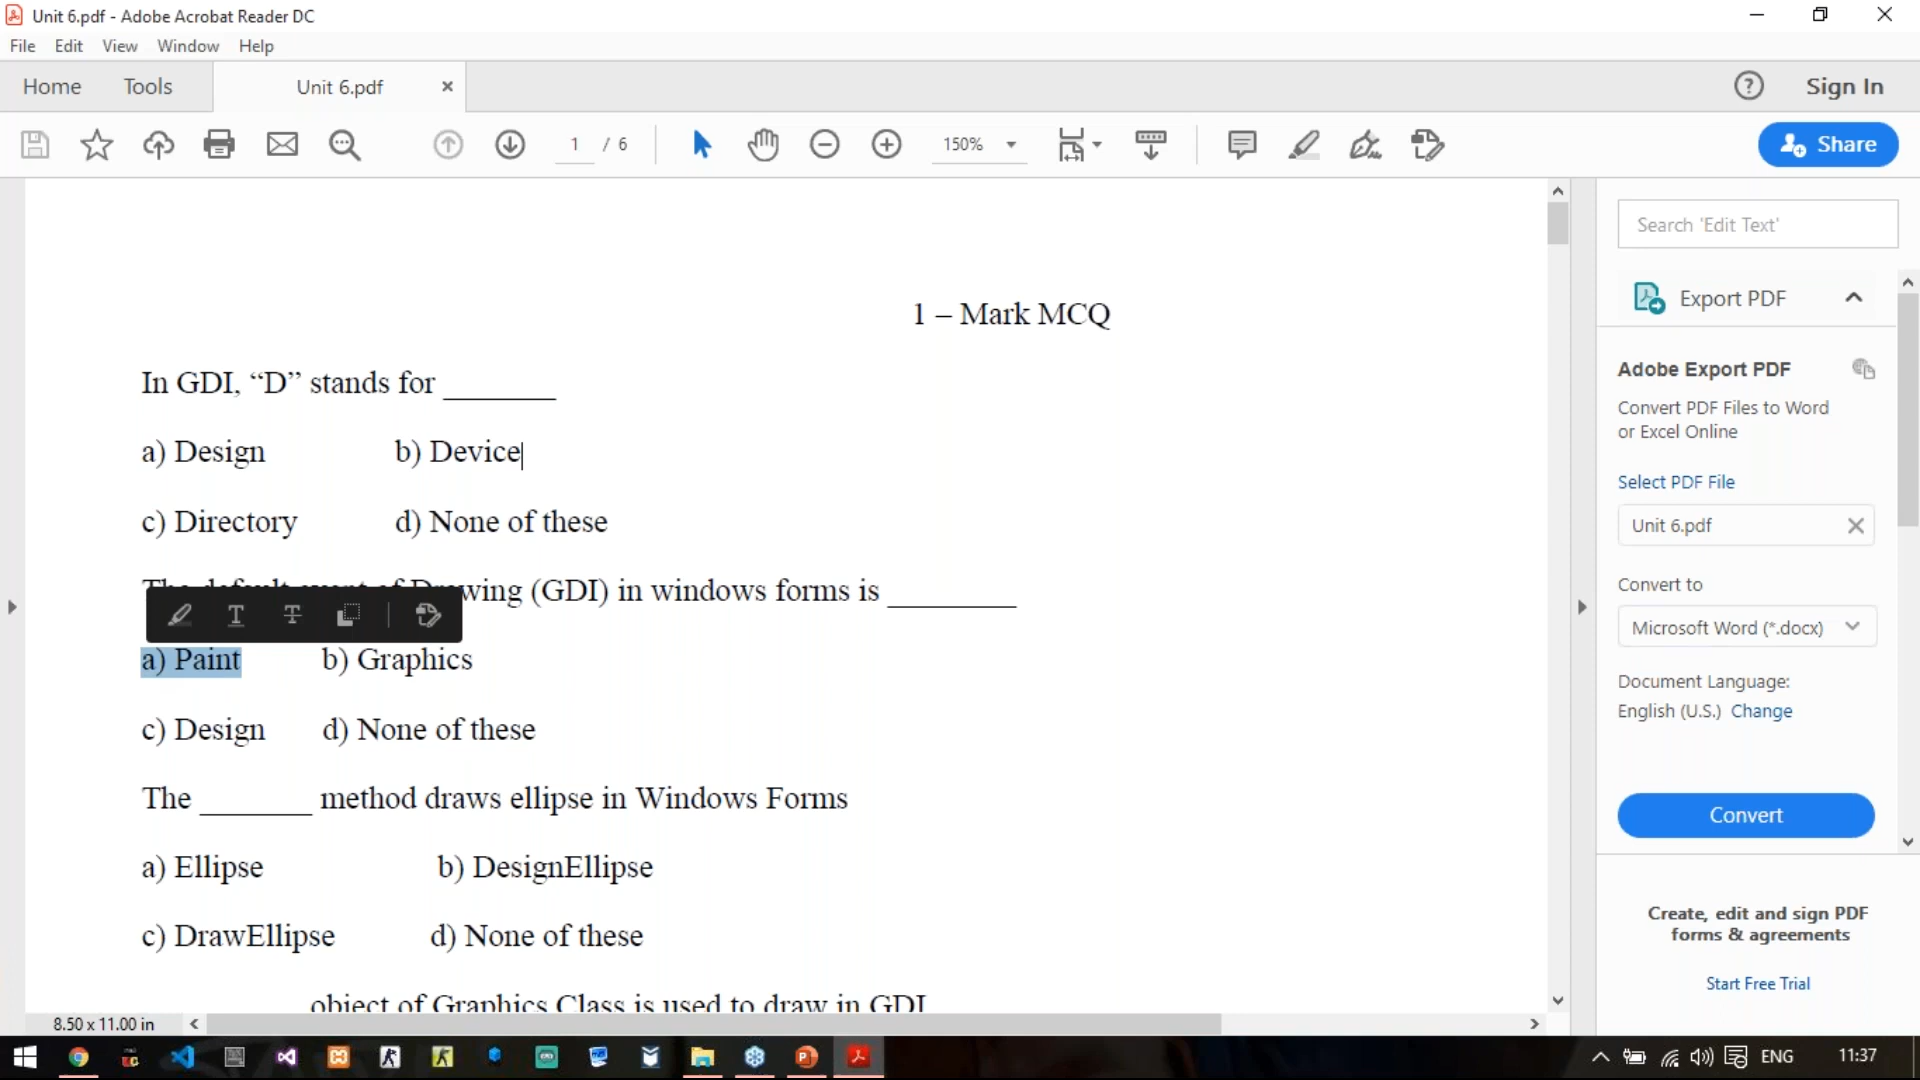 Unit 6.pdf - Adobe Acrobat Reader DC
File Edit View Window Help
Home Tools Unit 6.pdf × ? Sign In
1 / 6 150% Share
Search 'Edit Text'
Export PDF
Adobe Export PDF
Convert PDF Files to Word
or Excel Online
Select PDF File
Unit 6.pdf
Convert to
Microsoft Word (*.docx)
Document Language:
English (U.S.) Change
Convert
Create, edit and sign PDF
forms & agreements
Start Free Trial
1 – Mark MCQ
In GDI, “D” stands for _______
a) Design b) Device
c) Directory d) None of these
The default event of Drawing (GDI) in windows forms is ________
a) Paint b) Graphics
c) Design d) None of these
The _______ method draws ellipse in Windows Forms
a) Ellipse b) DesignEllipse
c) DrawEllipse d) None of these
object of Graphics Class is used to draw in GDI
8.50 x 11.00 in
ENG 11:37